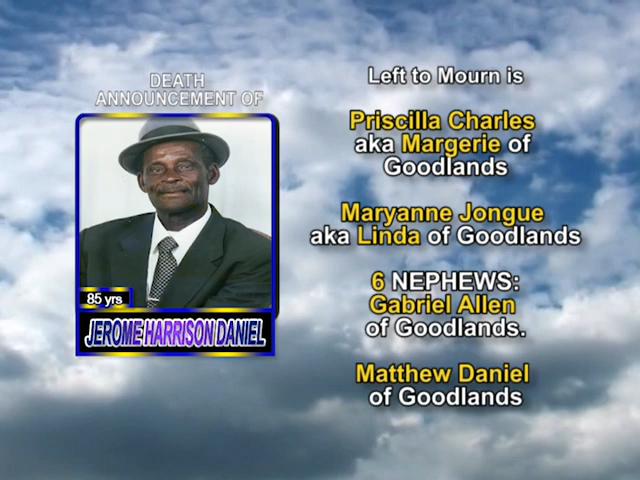 DEATH
ANNOUNCEMENT OF
85 yrs
JEROME HARRISON DANIEL
Left to Mourn is
Priscilla Charles
aka Margerie of
Goodlands
Maryanne Jongue
aka Linda of Goodlands
6 NEPHEWS:
Gabriel Allen
of Goodlands.
Matthew Daniel
of Goodlands